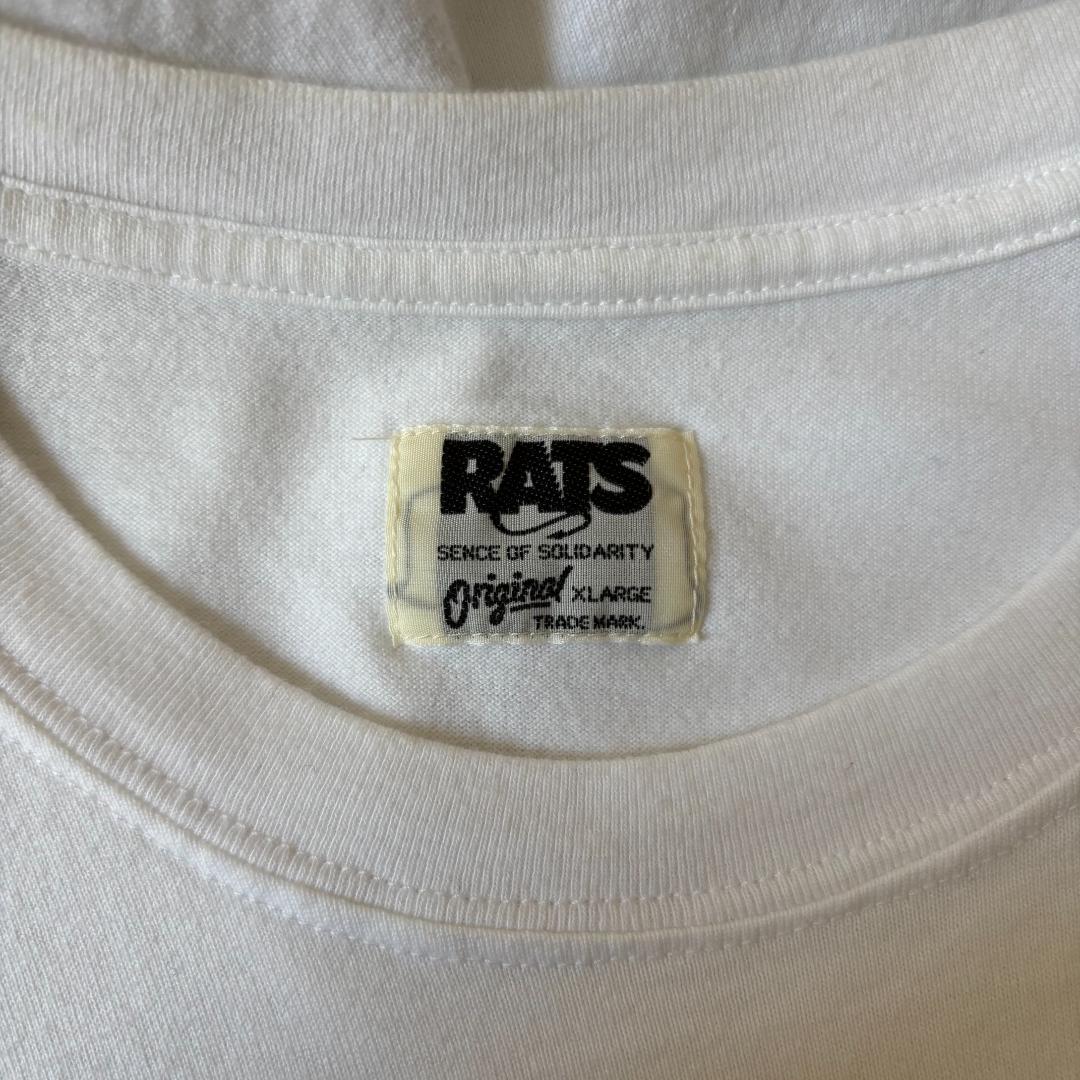 RATS
SENCE OF SOLIDARITY
Original XLARGE
TRADE MARK.